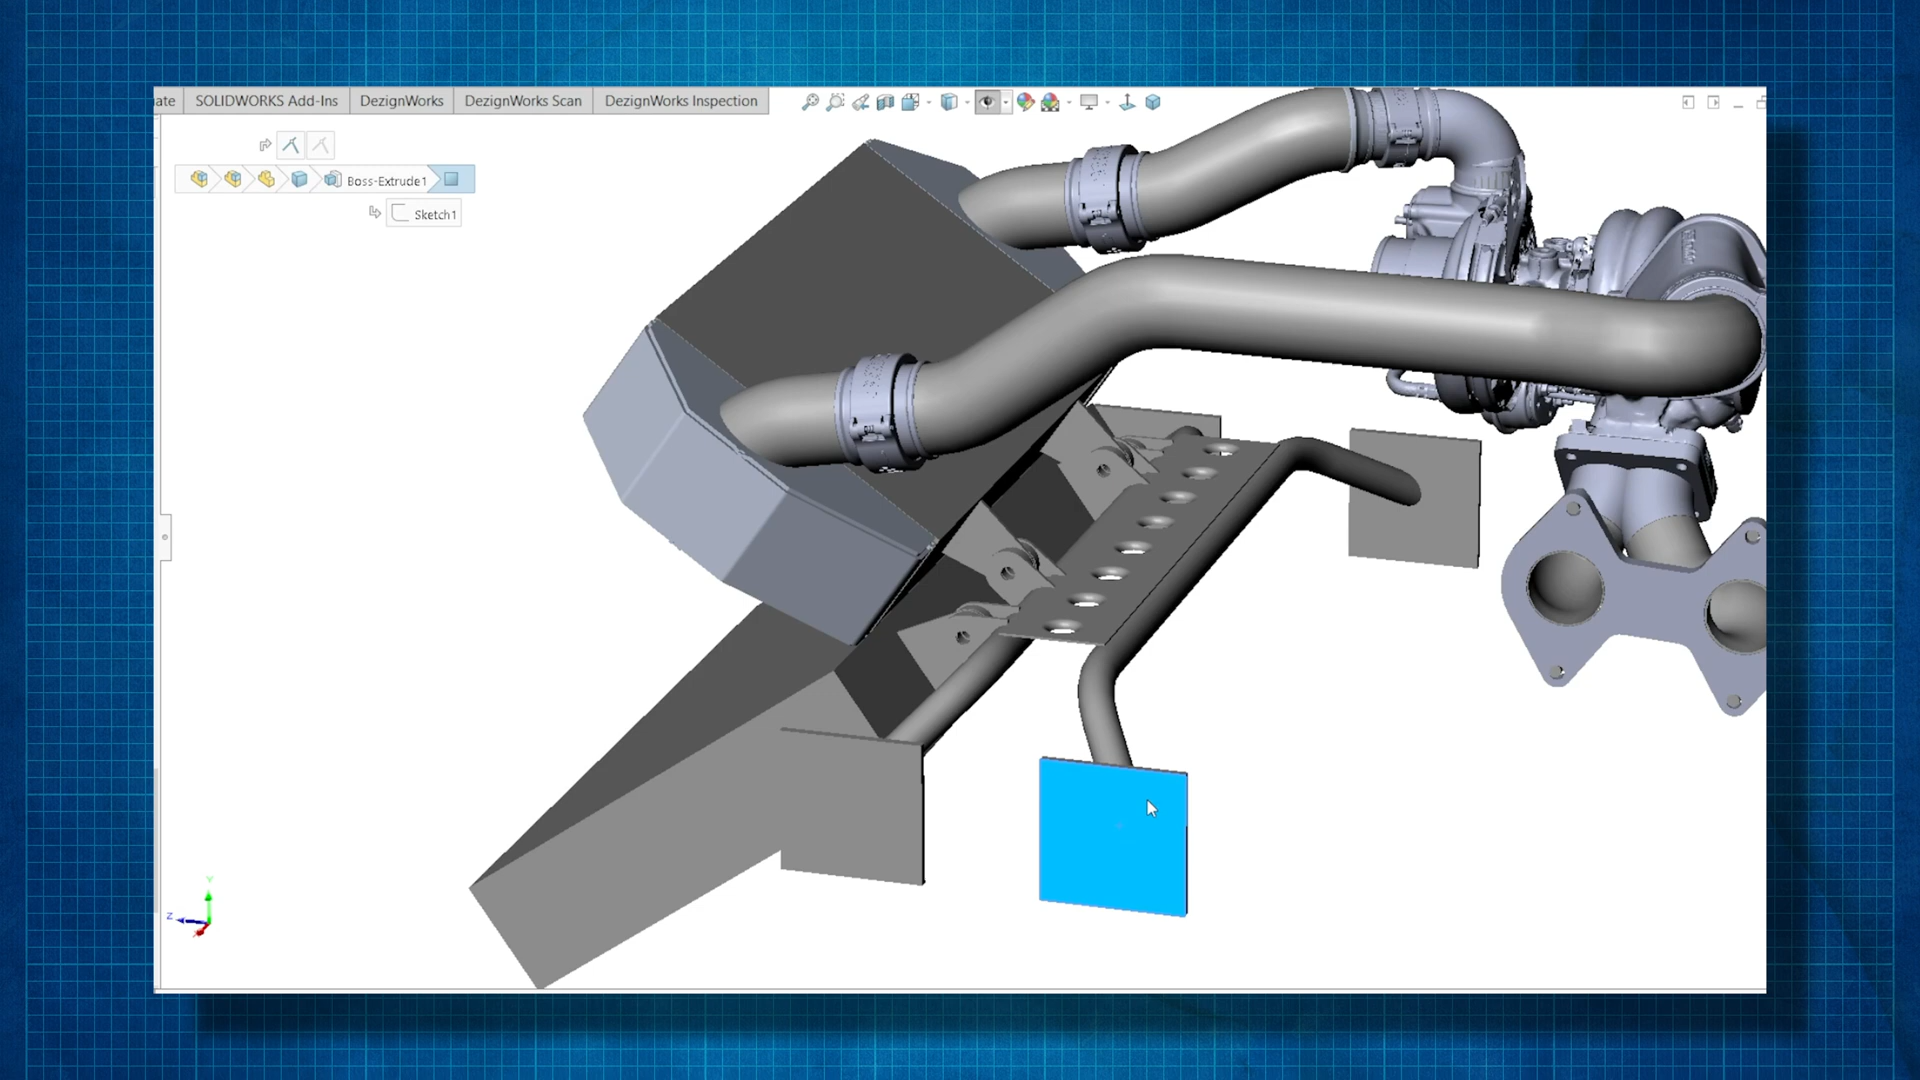 ate SOLIDWORKS Add-Ins DezignWorks DezignWorks Scan DezignWorks Inspection
Boss-Extrude1
Sketch1
Y
Z